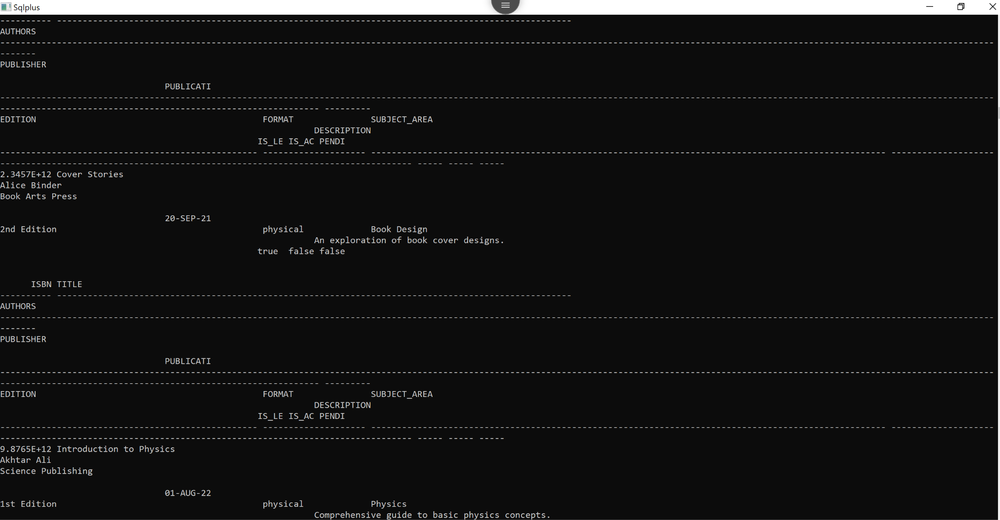 Sqlplus
---------- ----------------------------------------------------------------------------------------------------
AUTHORS
-------------------------------------------------------------------------------------------------------------------------------------------------------------------------------------------------
-------
PUBLISHER
PUBLICATI
-------------------------------------------------------------------------------------------------------------------------------------------------------------------------------------------------
-------------------------------------------------------------- ---------
EDITION FORMAT SUBJECT_AREA
DESCRIPTION
IS_LE IS_AC PENDI
-------------------------------------------------- -------------------- ---------------------------------------------------------------------------------------------------- --------------------
-------------------------------------------------------------------------------- ----- ----- -----
2.3457E+12 Cover Stories
Alice Binder
Book Arts Press
20-SEP-21
2nd Edition physical Book Design
An exploration of book cover designs.
true false false
ISBN TITLE
---------- ----------------------------------------------------------------------------------------------------
AUTHORS
-------------------------------------------------------------------------------------------------------------------------------------------------------------------------------------------------
-------
PUBLISHER
PUBLICATI
-------------------------------------------------------------------------------------------------------------------------------------------------------------------------------------------------
-------------------------------------------------------------- ---------
EDITION FORMAT SUBJECT_AREA
DESCRIPTION
IS_LE IS_AC PENDI
-------------------------------------------------- -------------------- ---------------------------------------------------------------------------------------------------- --------------------
-------------------------------------------------------------------------------- ----- ----- -----
9.8765E+12 Introduction to Physics
Akhtar Ali
Science Publishing
01-AUG-22
1st Edition physical Physics
Comprehensive guide to basic physics concepts.